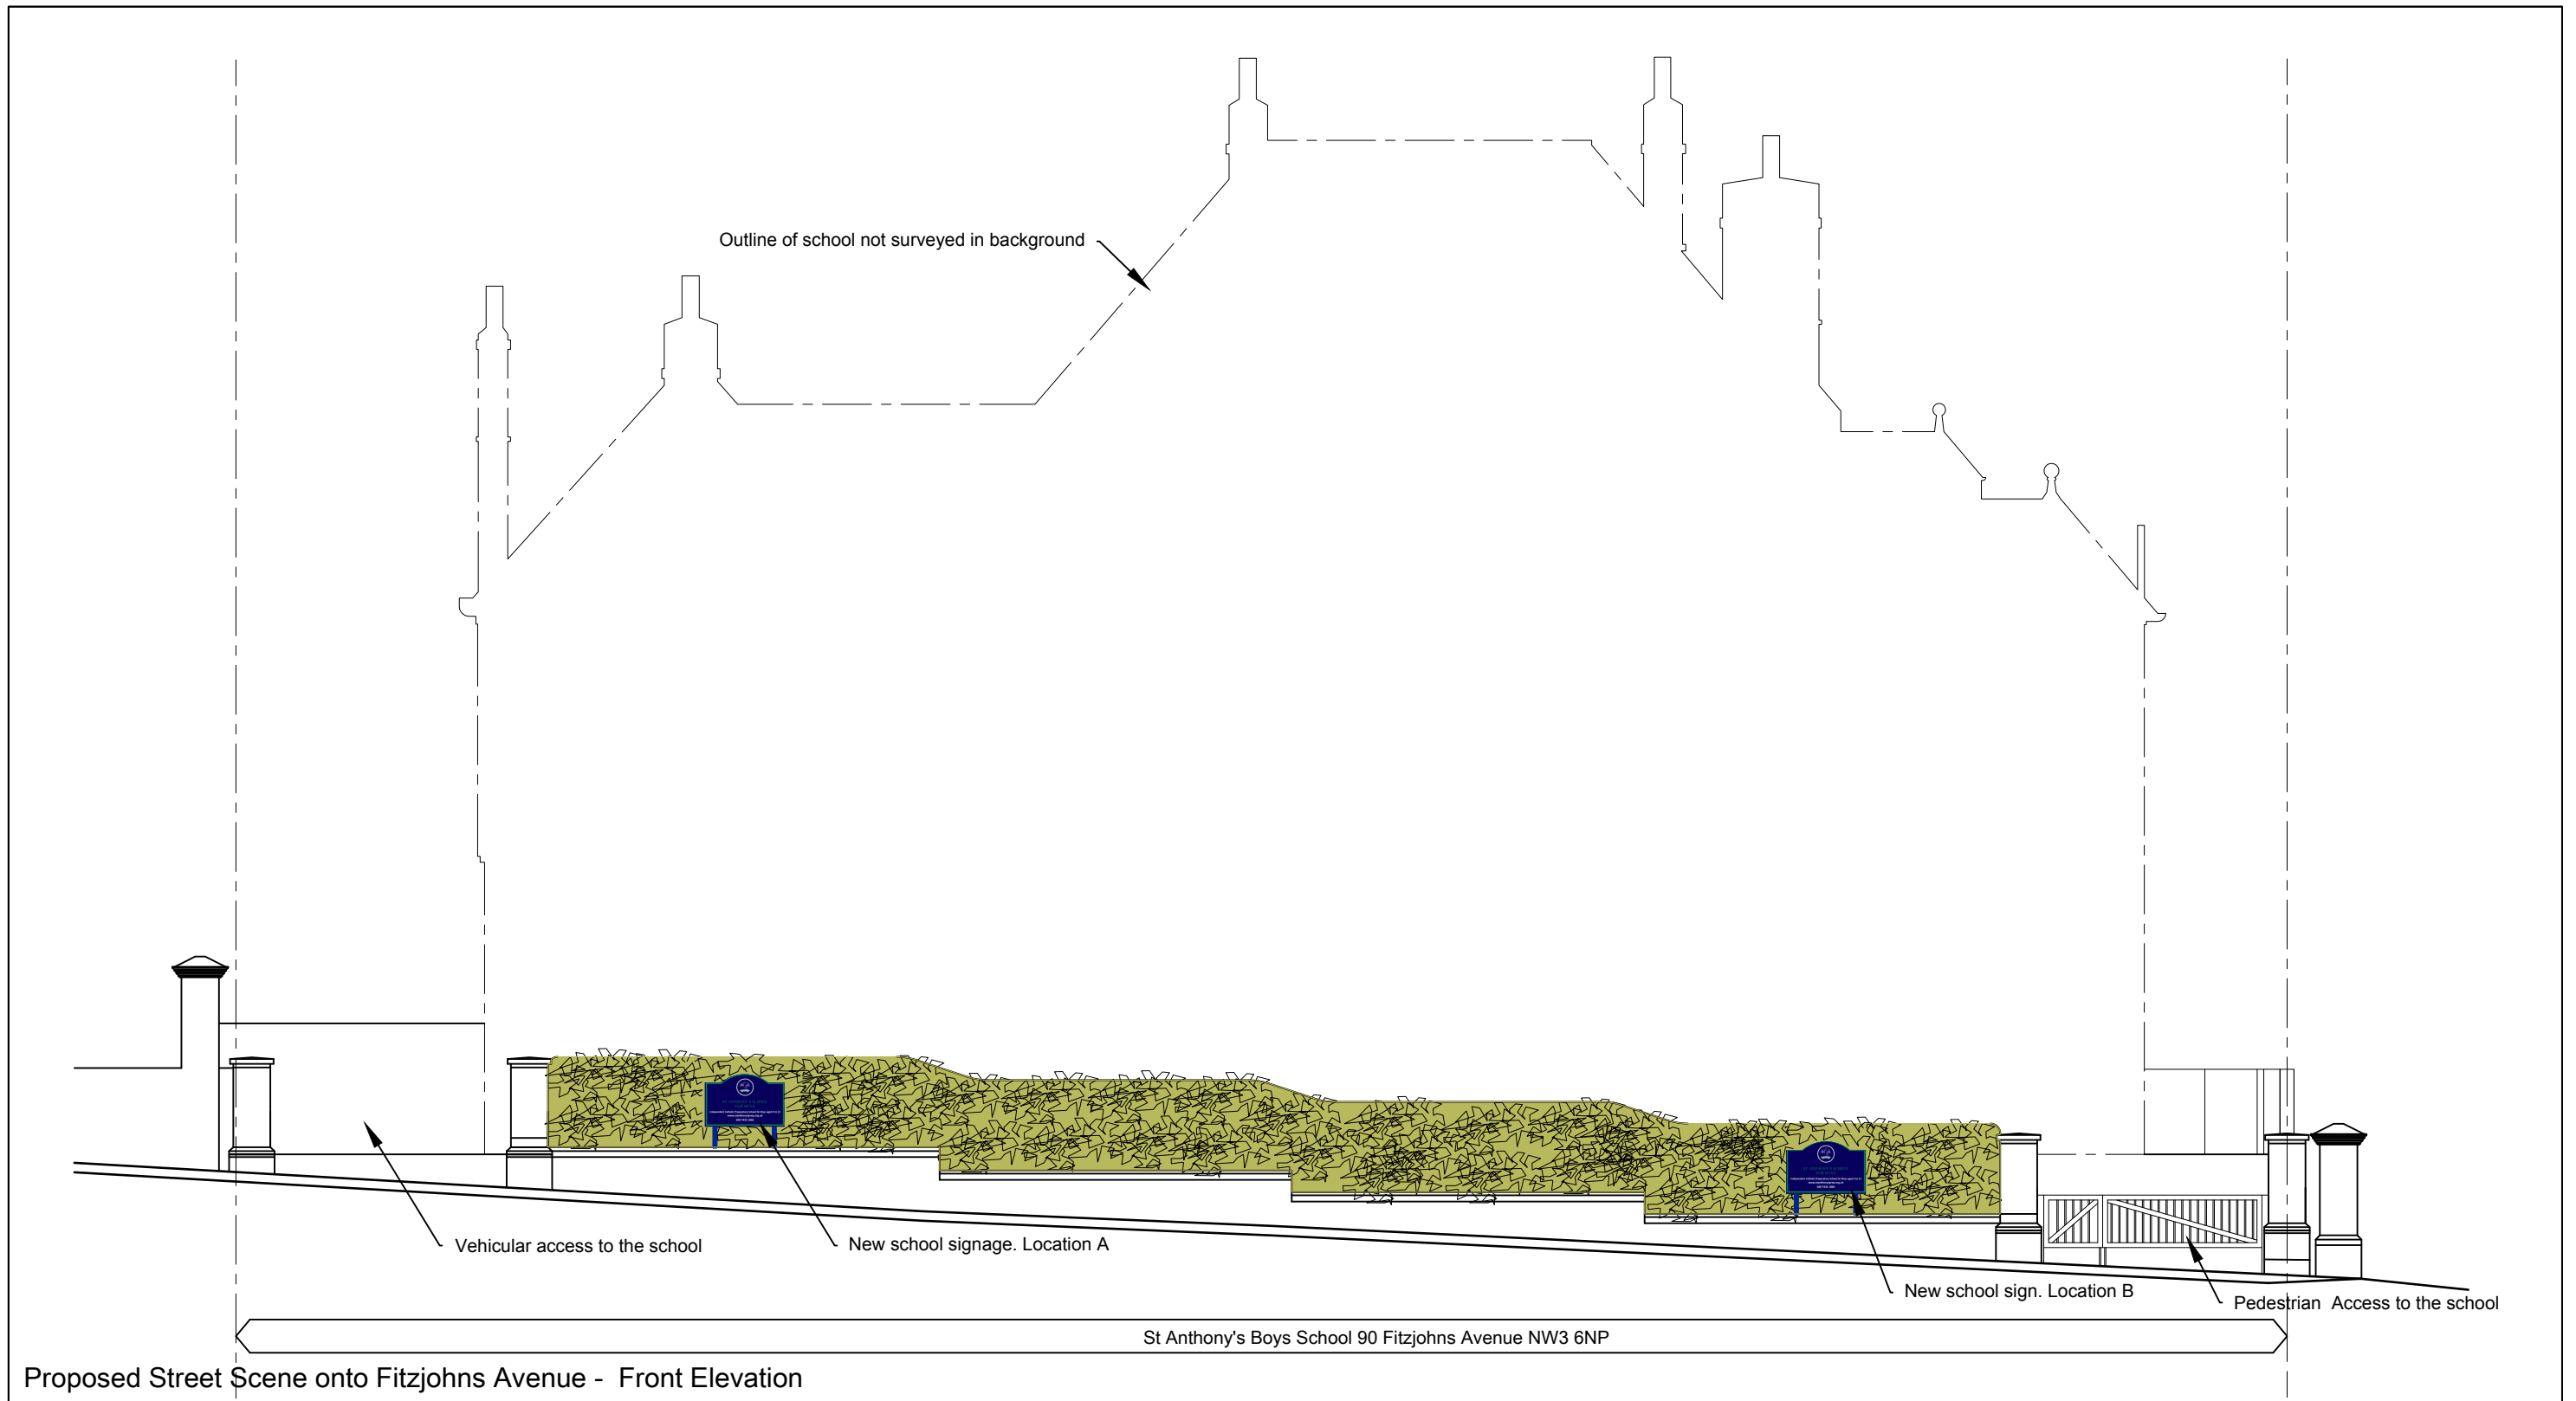 Outline of school not surveyed in background
Vehicular access to the school
New school signage. Location A
New school sign. Location B
Pedestrian  Access to the school
St Anthony's Boys School 90 Fitzjohns Avenue NW3 6NP
Proposed Street Scene onto Fitzjohns Avenue -  Front Elevation